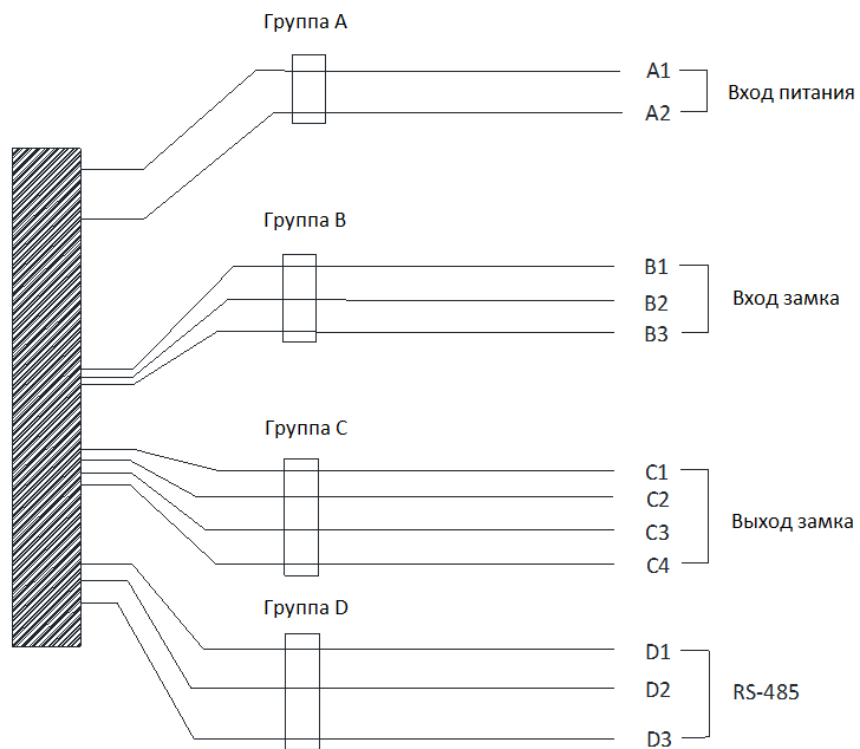 Группа A
A1
Вход питания
A2
Группа B
B1
B2
Вход замка
B3
Группа C
C1
C2
C3
Выход замка
C4
Группа D
D1
D2
RS-485
D3